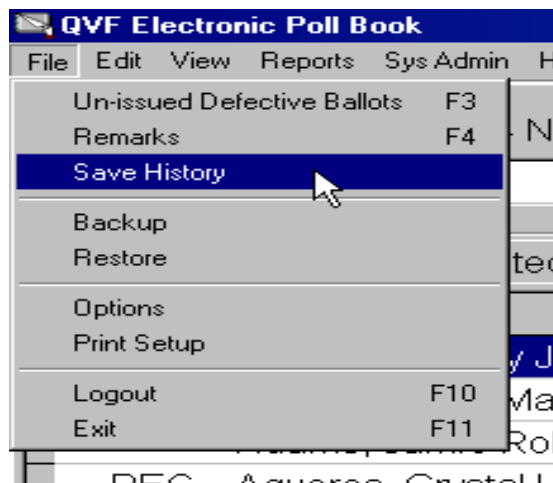 QVF Electronic Poll Book
File Edit View Reports Sys Admin H
Un-issued Defective Ballots F3
Remarks F4
Save History
Backup
Restore
Options
Print Setup
Logout F10
Exit F11